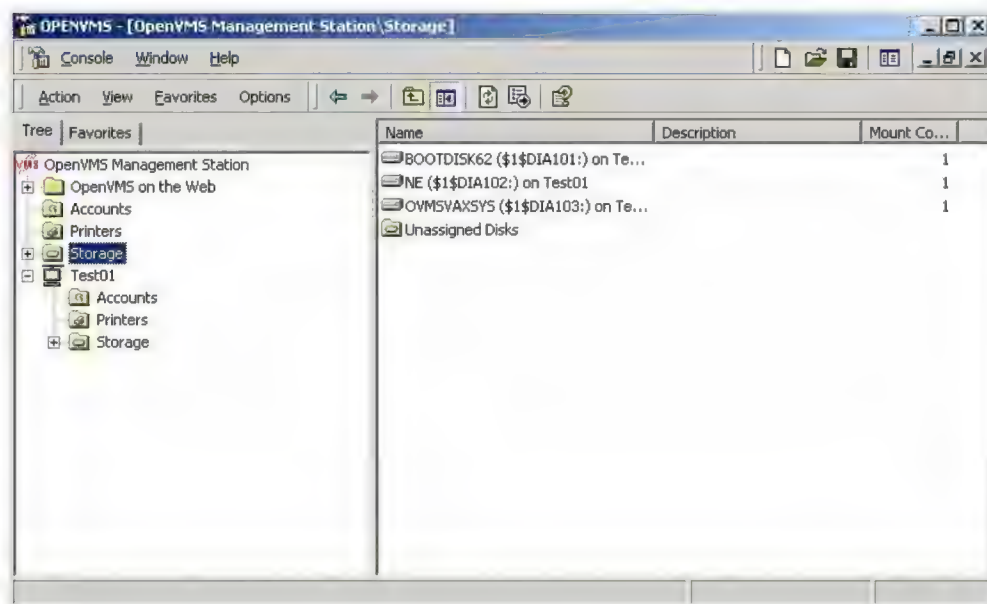 OPENVMS - [OpenVMS Management Station\Storage]
Console Window Help
Action View Favorites Options
Tree Favorites
Name Description Mount Co...
OpenVMS Management Station
OpenVMS on the Web
Accounts
Printers
Storage
Test01
Accounts
Printers
Storage
BOOTDISK62 ($1$DIA101:) on Te... 1
NE ($1$DIA102:) on Test01 1
OVMSVAXSYS ($1$DIA103:) on Te... 1
Unassigned Disks